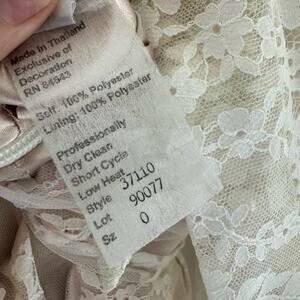 Made in Thailand
Exclusive of
Decoration
RN 84943
Self: 100% Polyester
Lining: 100% Polyester
Professionally
Dry Clean
Short Cycle
Low Heat
Style 37110
Lot 90077
Sz 0